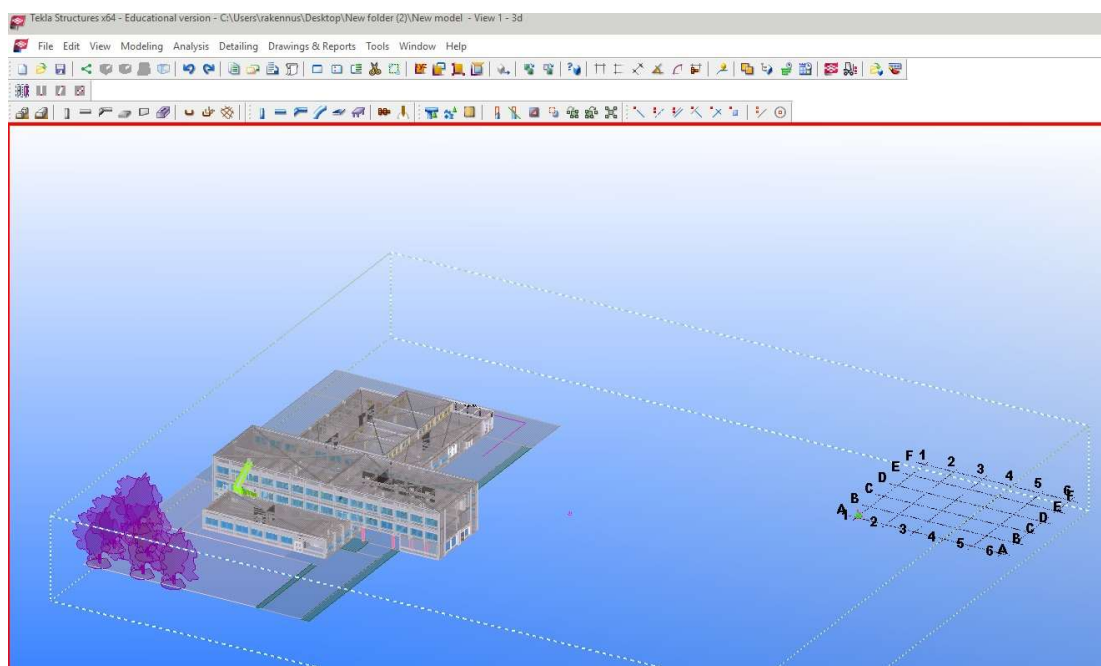 Tekla Structures x64 - Educational version - C:\Users\rakennus\Desktop\New folder (2)\New model - View 1 - 3d
File Edit View Modeling Analysis Detailing Drawings & Reports Tools Window Help
F 1 2 3 4 5 6 F
E E
D D
C C
B B
A 1 2 3 4 5 6 A